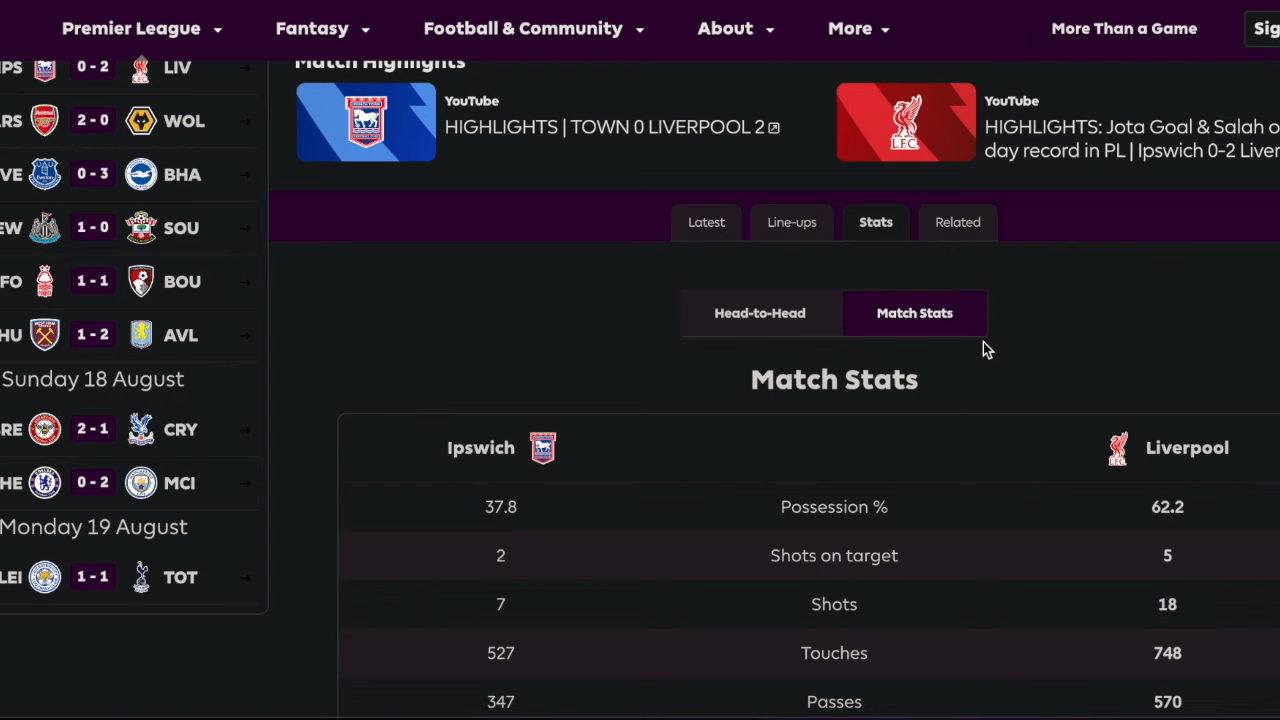 Premier League
Fantasy
Football & Community
About
More
More Than a Game
Sig
PS 0 - 2 LIV
RS 2 - 0 WOL
VE 0 - 3 BHA
EW 1 - 0 SOU
FO 1 - 1 BOU
HU 1 - 2 AVL
Sunday 18 August
RE 2 - 1 CRY
HE 0 - 2 MCI
Monday 19 August
LEI 1 - 1 TOT
Match Highlights
YouTube
HIGHLIGHTS | TOWN 0 LIVERPOOL 2
YouTube
HIGHLIGHTS: Jota Goal & Salah o
day record in PL | Ipswich 0-2 Liver
Latest
Line-ups
Stats
Related
Head-to-Head
Match Stats
Match Stats
Ipswich Liverpool
37.8 Possession % 62.2
2 Shots on target 5
7 Shots 18
527 Touches 748
347 Passes 570